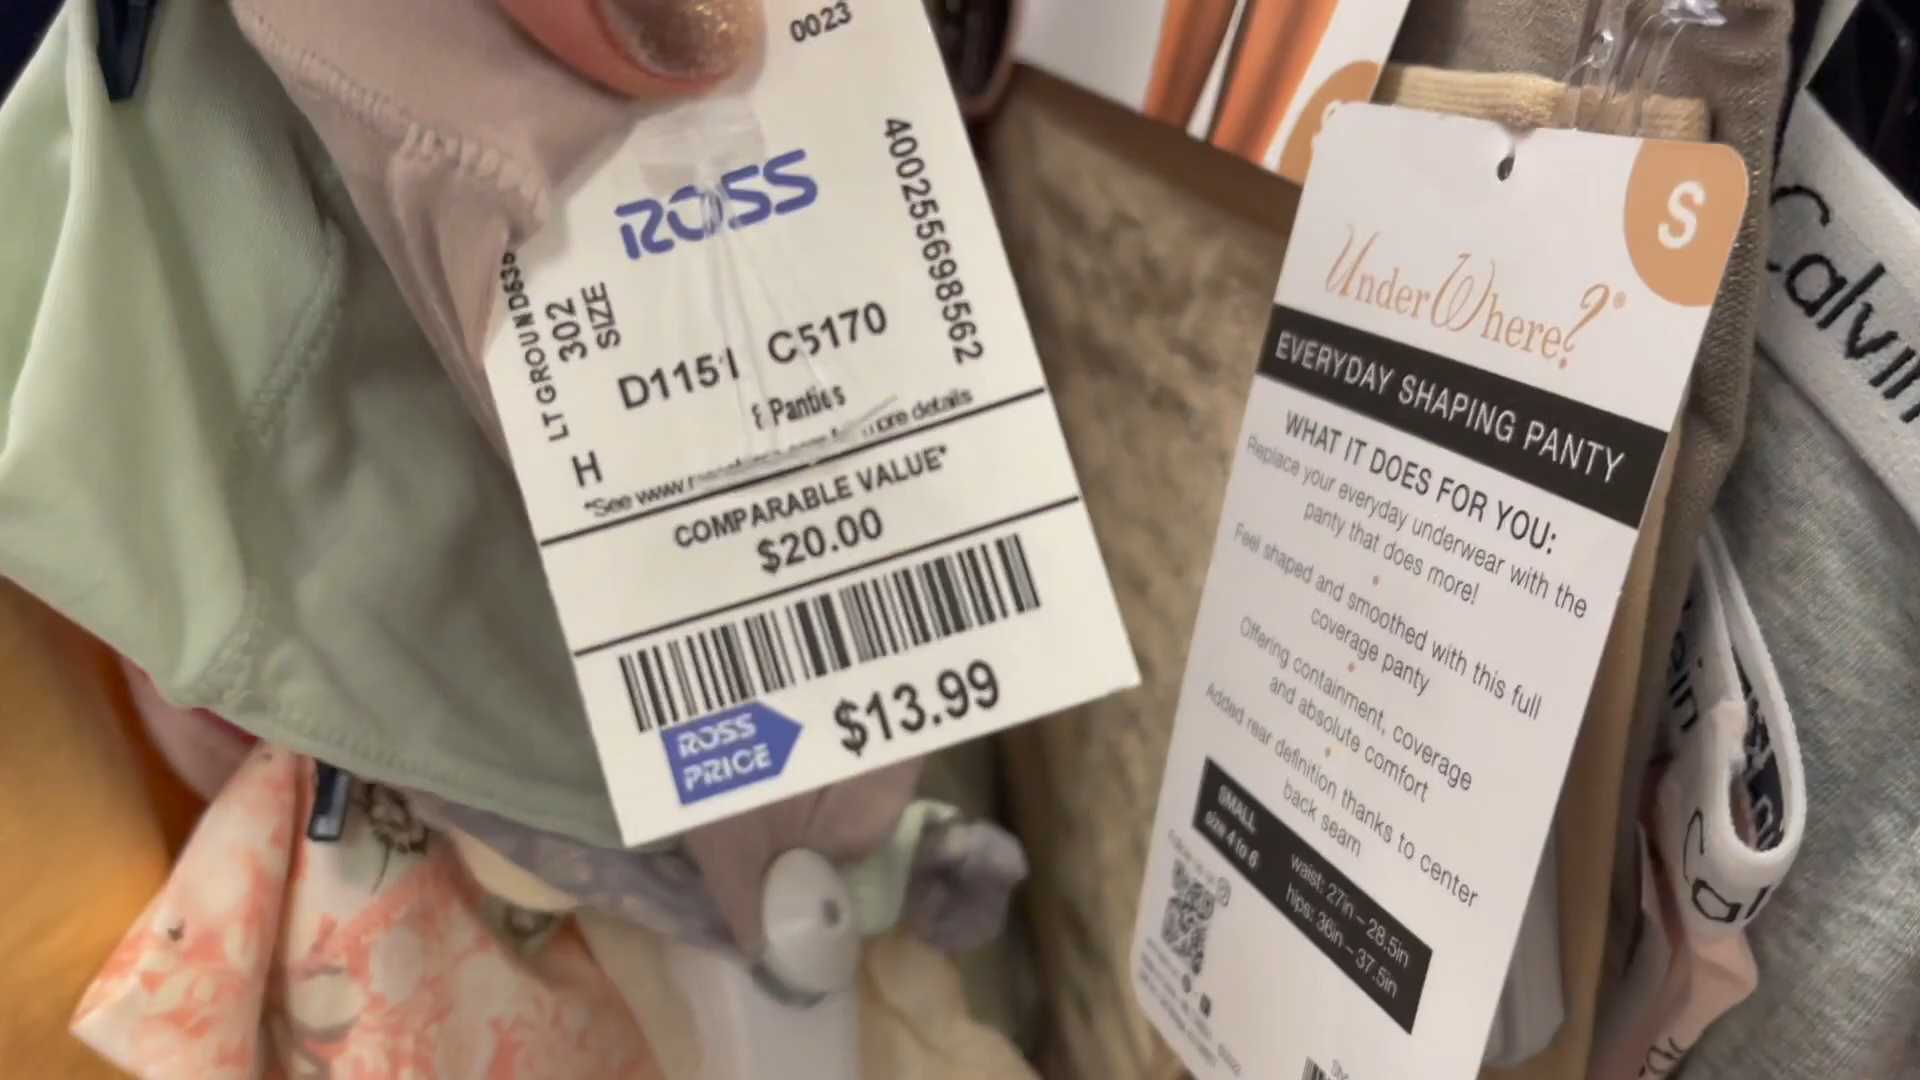 0023
ROSS
400255698562
LT GROUND
302
SIZE
D1151 C5170
Panties
H
*See www. more details
COMPARABLE VALUE*
$20.00
ROSS
PRICE
$13.99
S
UnderWhere?®
EVERYDAY SHAPING PANTY
WHAT IT DOES FOR YOU:
Replace your everyday underwear with the
panty that does more!
Feel shaped and smoothed with this full
coverage panty
Offering containment, coverage
and absolute comfort
Added rear definition thanks to center
back seam
SMALL
size 4 to 6
waist: 27in – 28.5in
hips: 36in – 37.5in
Calvin